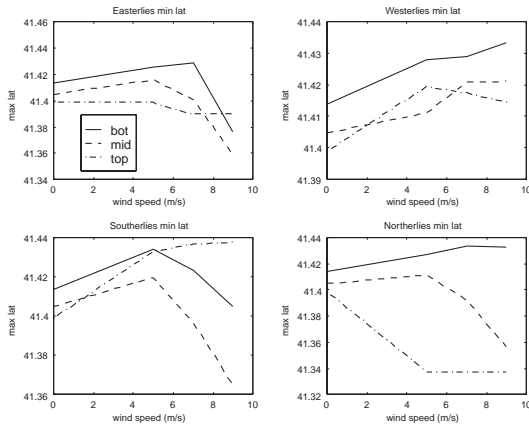 Easterlies min lat
41.46
41.44
41.42
41.4
41.38
41.36
41.34
max lat
bot
mid
top
0 2 4 6 8 10
wind speed (m/s)
Westerlies min lat
41.44
41.43
41.42
41.41
41.4
41.39
max lat
0 2 4 6 8 10
wind speed (m/s)
Southerlies min lat
41.44
41.42
41.4
41.38
41.36
max lat
0 2 4 6 8 10
wind speed (m/s)
Northerlies min lat
41.44
41.42
41.4
41.38
41.36
41.34
41.32
max lat
0 2 4 6 8 10
wind speed (m/s)